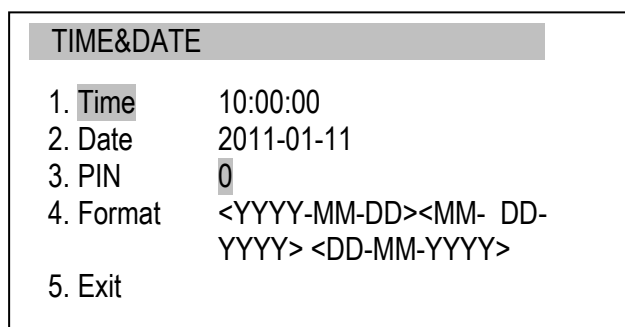 TIME&DATE
1. Time 10:00:00
2. Date 2011-01-11
3. PIN 0
4. Format <YYYY-MM-DD><MM- DD-
YYYY> <DD-MM-YYYY>
5. Exit